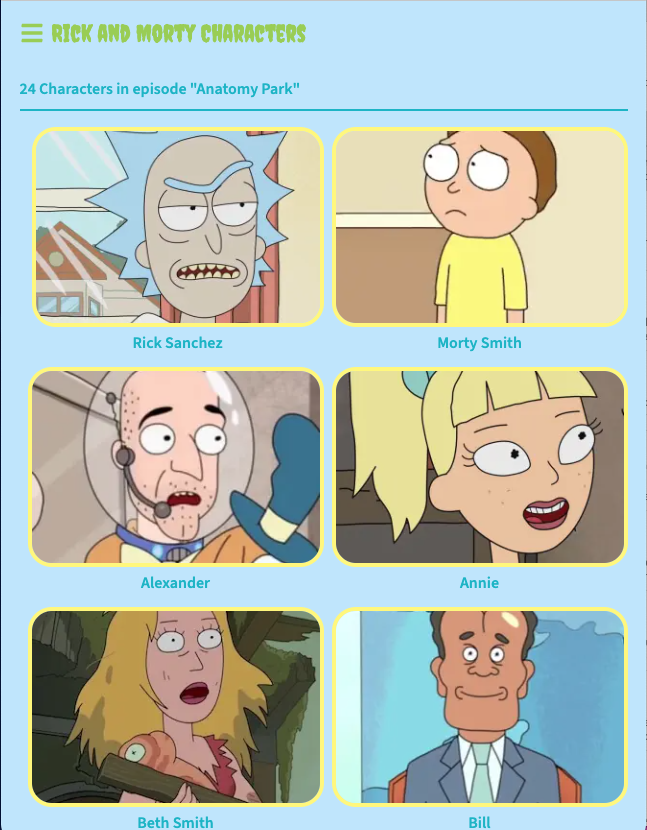 RICK AND MORTY CHARACTERS
24 Characters in episode "Anatomy Park"
Rick Sanchez
Morty Smith
Alexander
Annie
Beth Smith
Bill